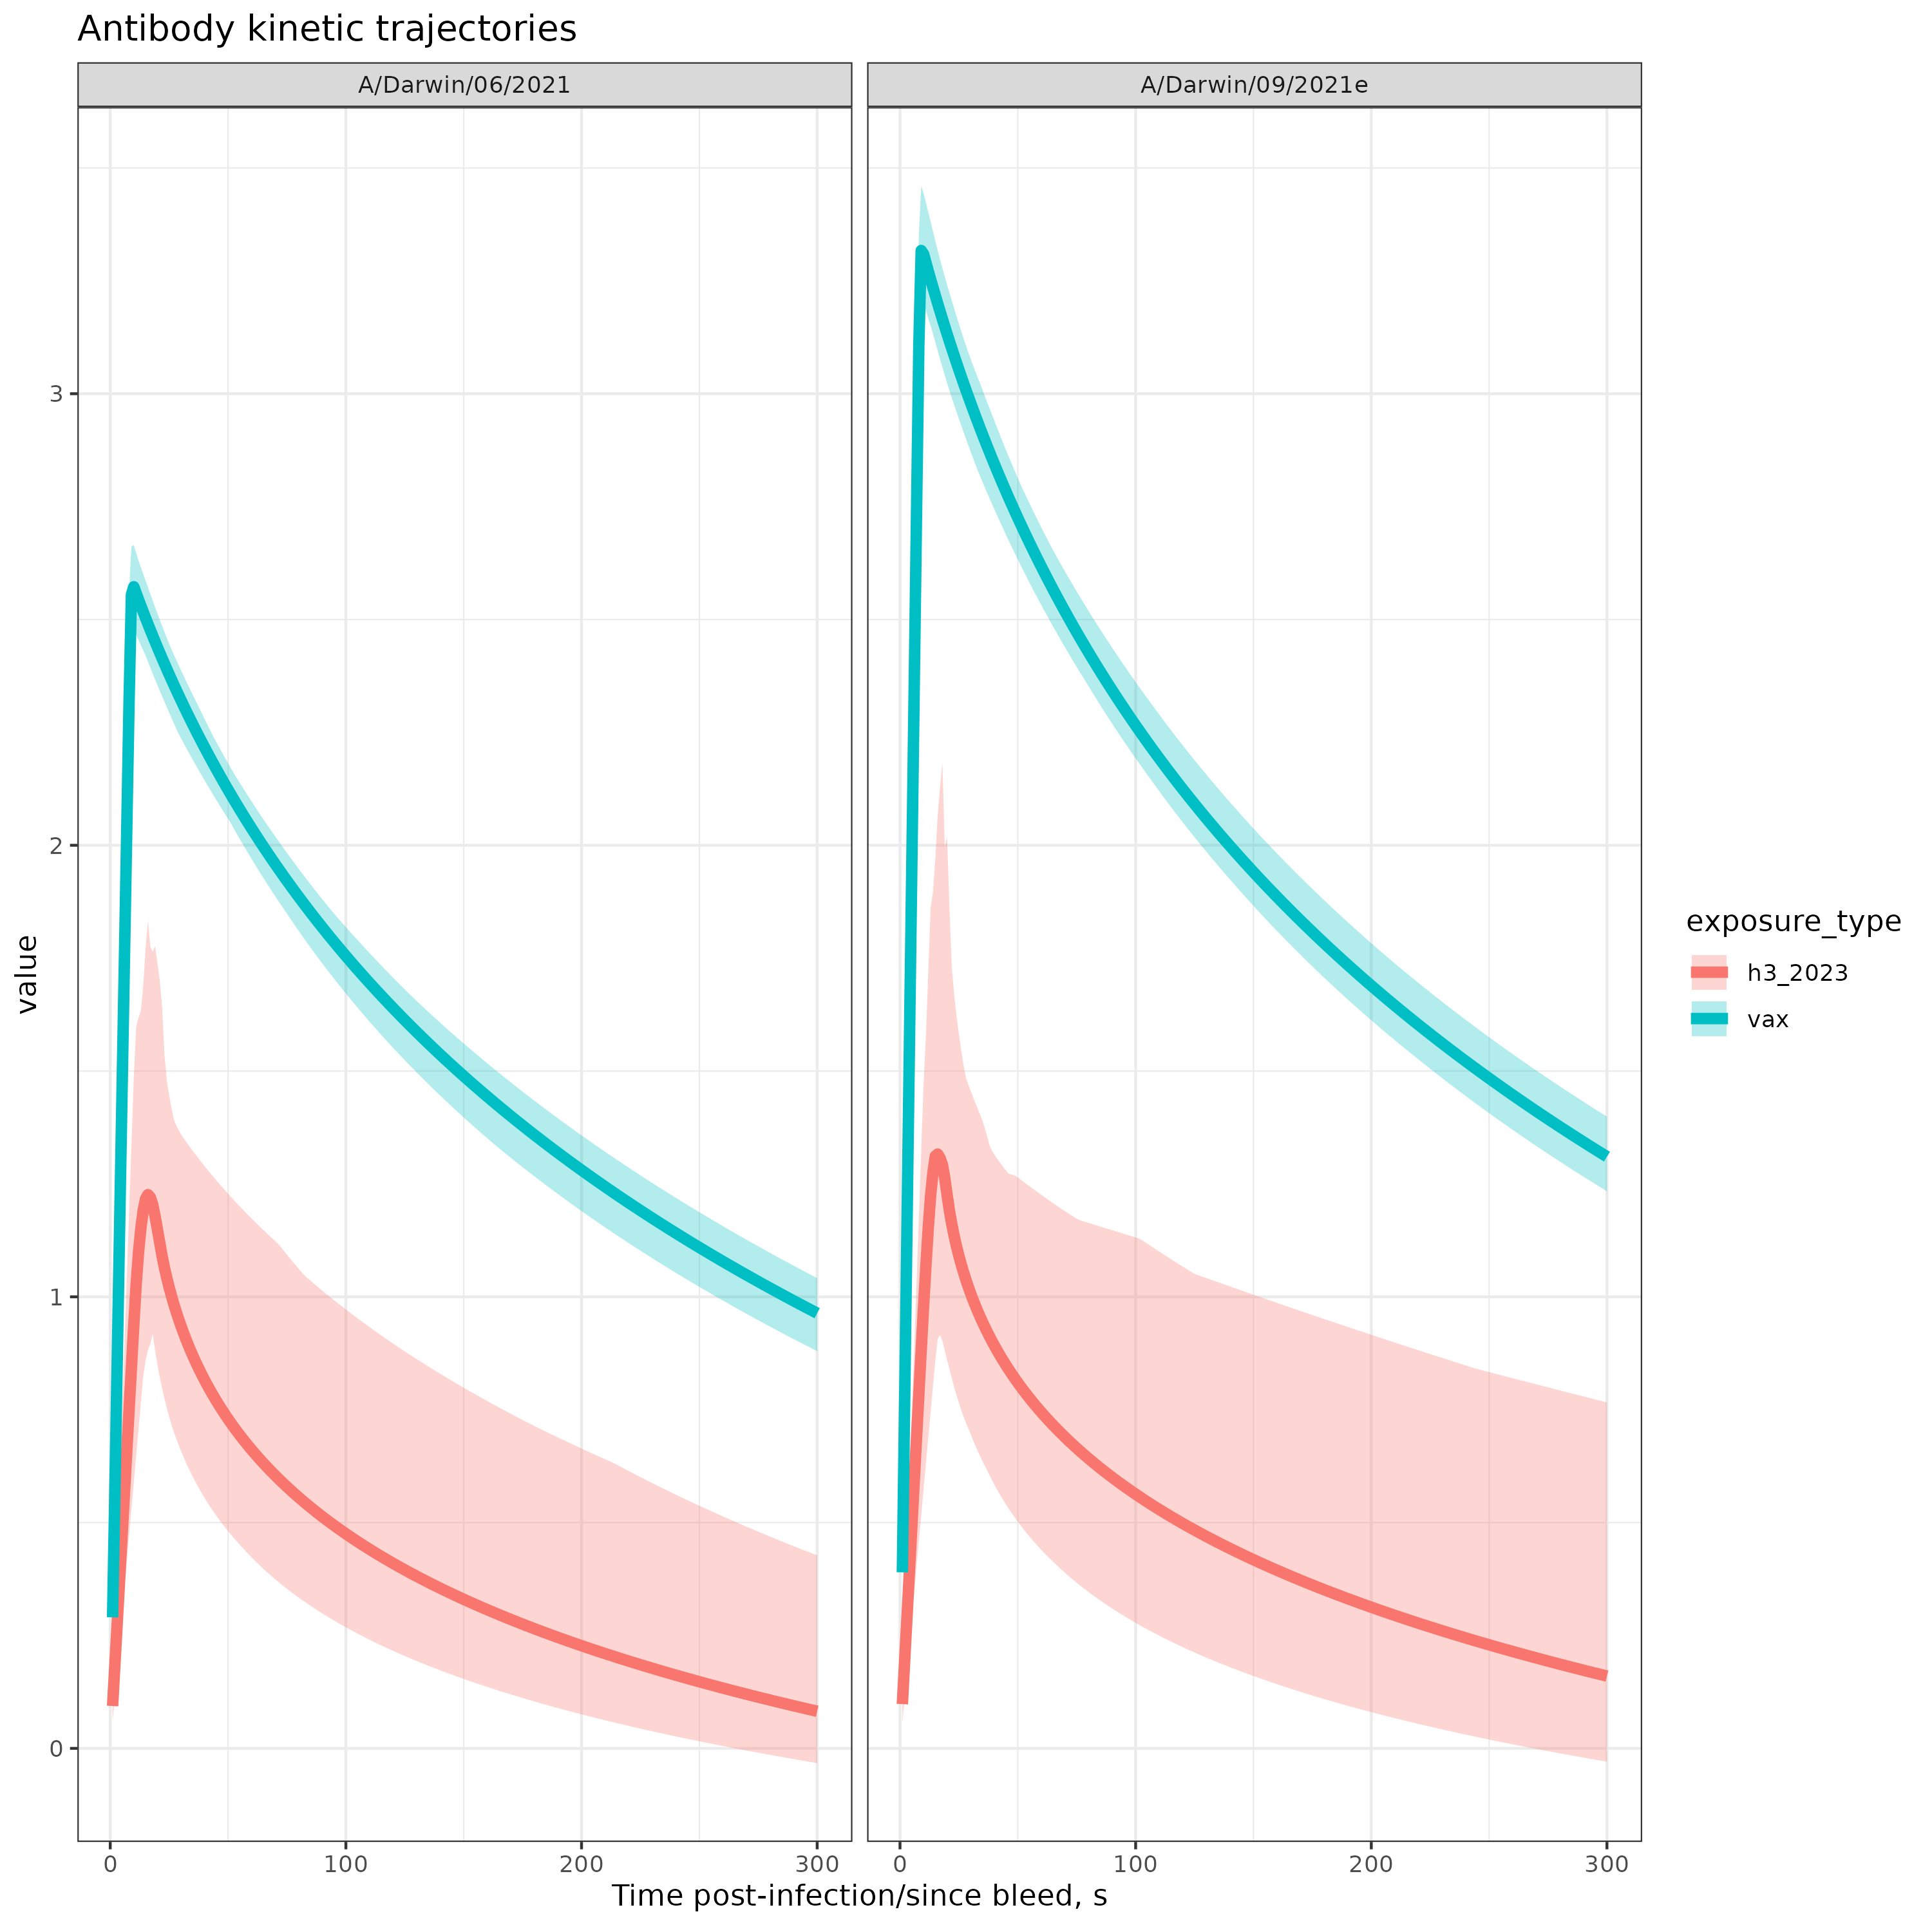 Antibody kinetic trajectories
A/Darwin/06/2021
A/Darwin/09/2021e
3
2
1
0
value
0
100
200
300
0
100
200
300
Time post-infection/since bleed, s
exposure_type
h3_2023
vax